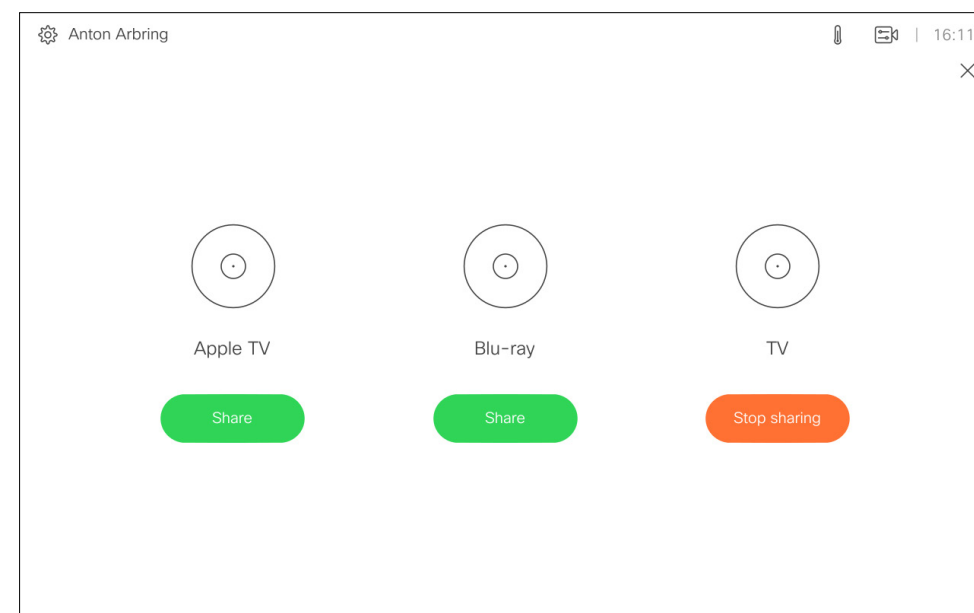 Anton Arbring | 16:11
Apple TV Blu-ray TV
Share Share Stop sharing